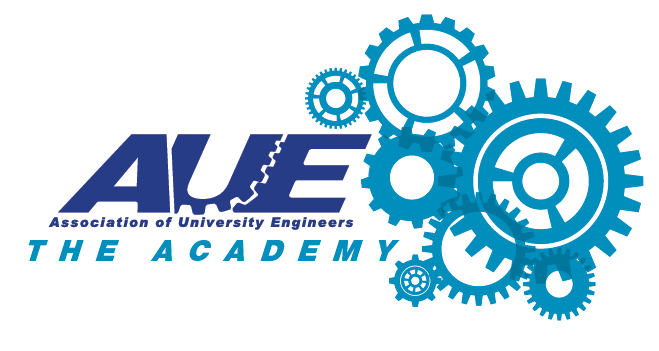 AUE
Association of University Engineers
THE ACADEMY